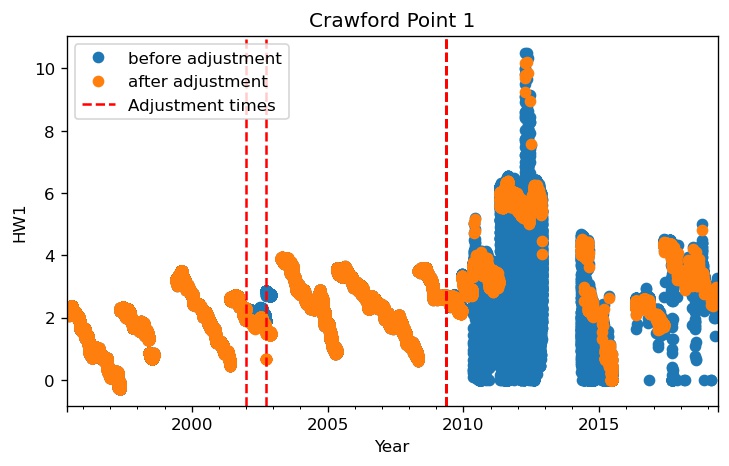 Crawford Point 1
before adjustment
after adjustment
Adjustment times
HW1
10
8
6
4
2
0
2000 2005 2010 2015
Year